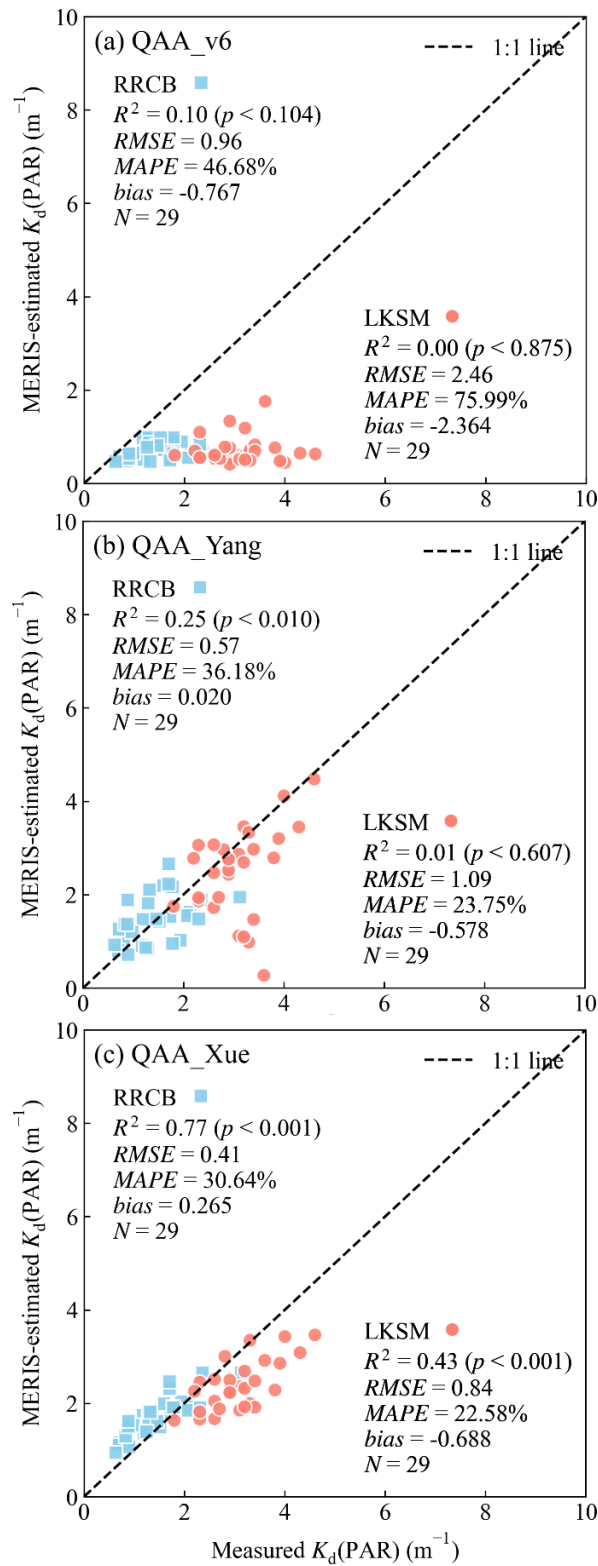 (a) QAA_v6
1:1 line
RRCB
R² = 0.10 (p < 0.104)
RMSE = 0.96
MAPE = 46.68%
bias = -0.767
N = 29
LKSM
R² = 0.00 (p < 0.875)
RMSE = 2.46
MAPE = 75.99%
bias = -2.364
N = 29
MERIS-estimated Kd(PAR) (m⁻¹)
10
8
6
4
2
0
0 2 4 6 8 10
(b) QAA_Yang
1:1 line
RRCB
R² = 0.25 (p < 0.010)
RMSE = 0.57
MAPE = 36.18%
bias = 0.020
N = 29
LKSM
R² = 0.01 (p < 0.607)
RMSE = 1.09
MAPE = 23.75%
bias = -0.578
N = 29
MERIS-estimated Kd(PAR) (m⁻¹)
10
8
6
4
2
0
0 2 4 6 8 10
(c) QAA_Xue
1:1 line
RRCB
R² = 0.77 (p < 0.001)
RMSE = 0.41
MAPE = 30.64%
bias = 0.265
N = 29
LKSM
R² = 0.43 (p < 0.001)
RMSE = 0.84
MAPE = 22.58%
bias = -0.688
N = 29
MERIS-estimated Kd(PAR) (m⁻¹)
10
8
6
4
2
0
0 2 4 6 8 10
Measured Kd(PAR) (m⁻¹)